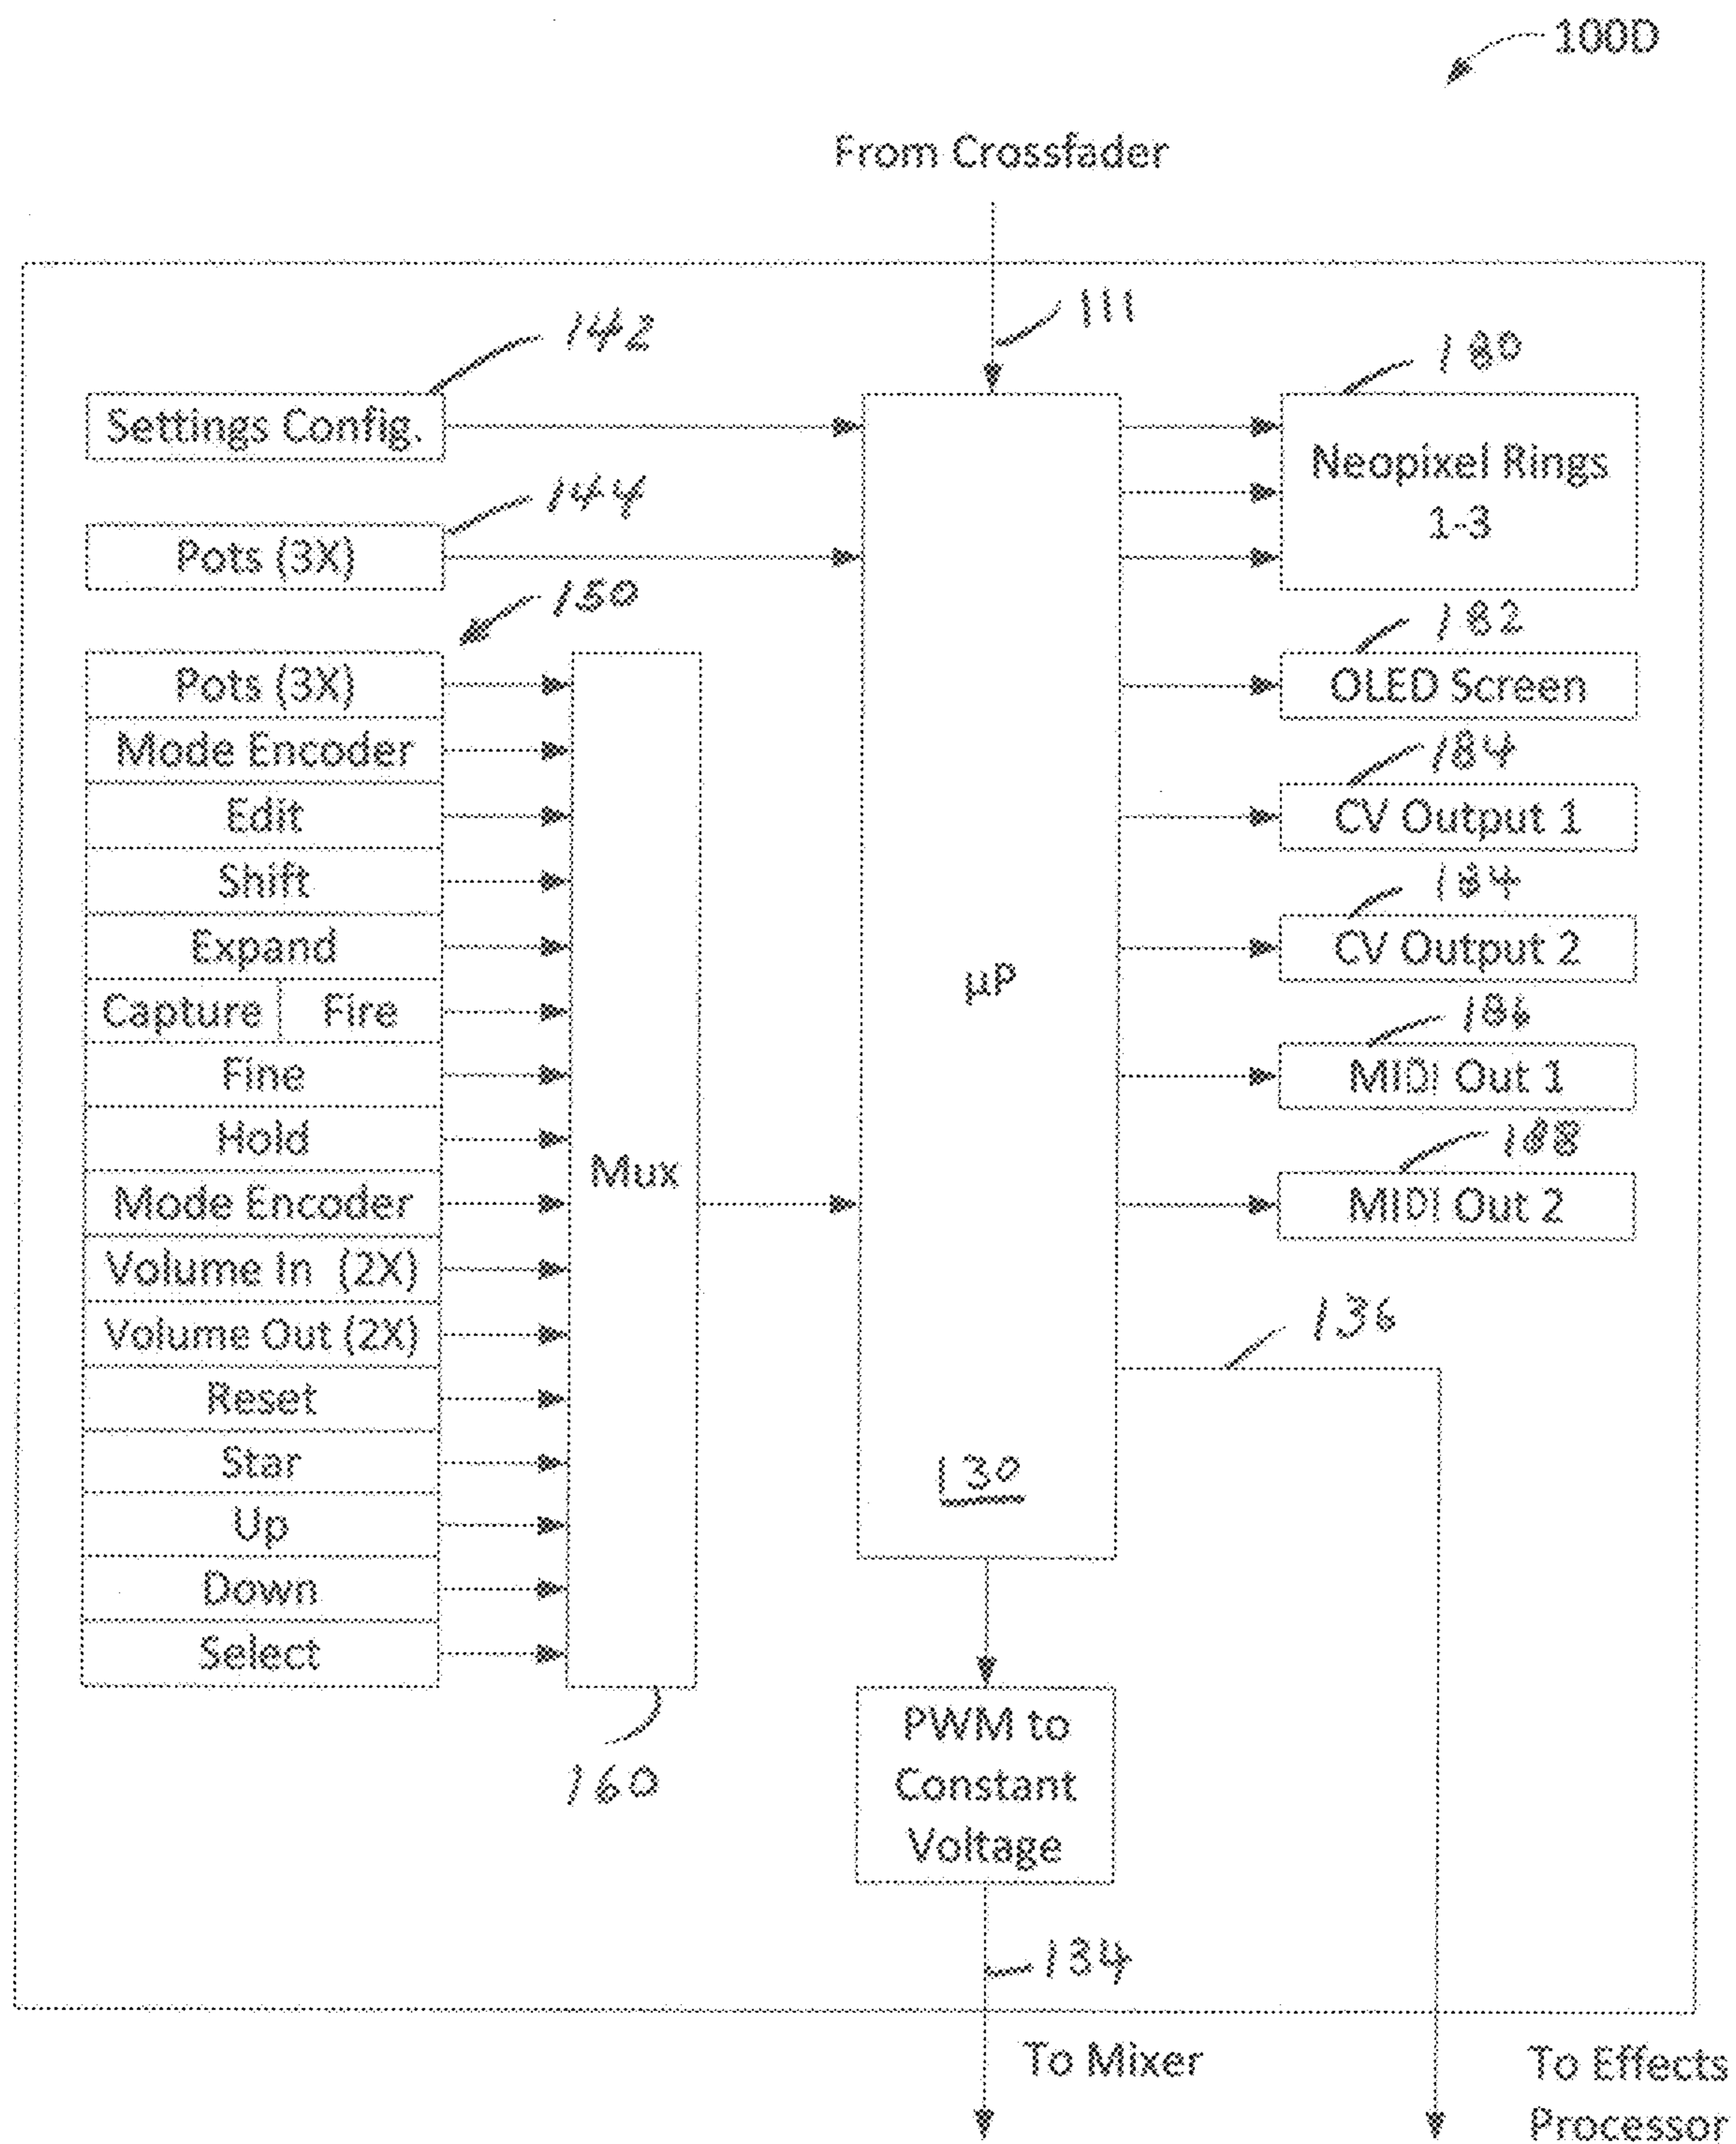 100D
From Crossfader
111
142
Settings Config.
144
Pots (3X)
150
Pots (3X)
Mode Encoder
Edit
Shift
Expand
Capture Fire
Fine
Hold
Mode Encoder
Volume In (2X)
Volume Out (2X)
Reset
Star
Up
Down
Select
Mux
160
µP
130
180
Neopixel Rings
1-3
182
OLED Screen
184
CV Output 1
184
CV Output 2
186
MIDI Out 1
188
MIDI Out 2
136
PWM to
Constant
Voltage
134
To Mixer
To Effects
Processor